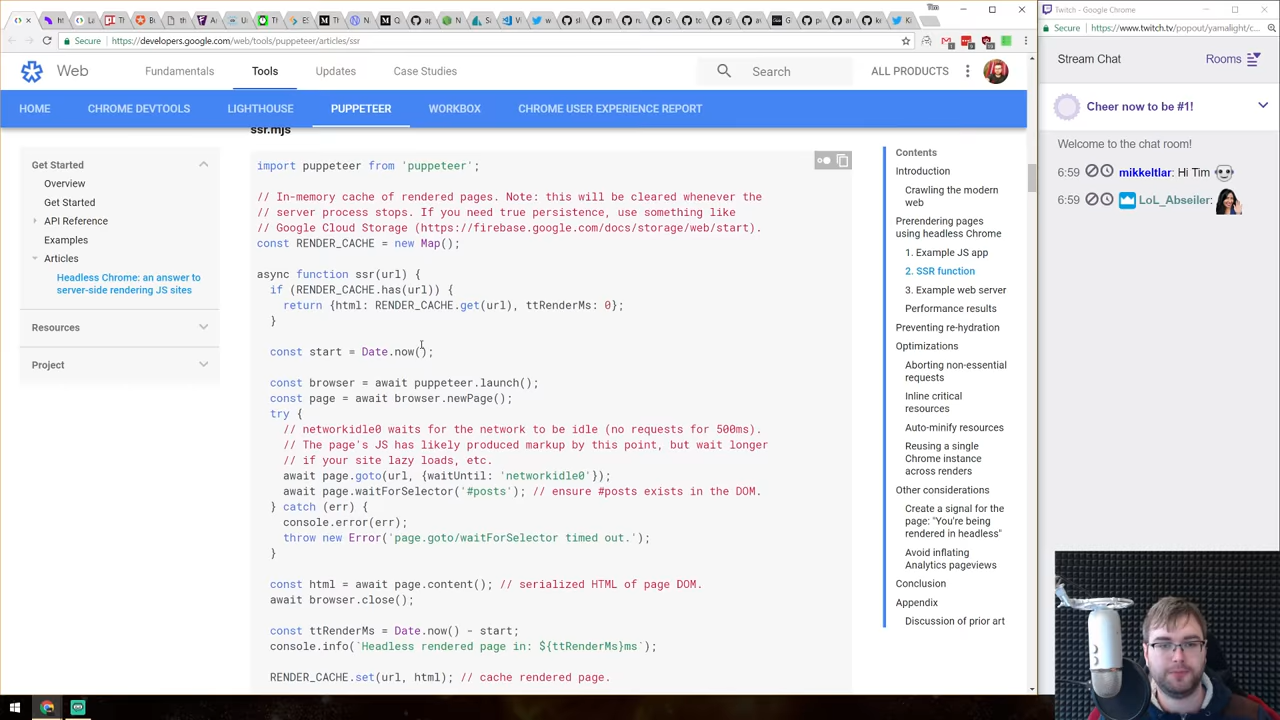 Tim
Secure
https://developers.google.com/web/tools/puppeteer/articles/ssr
Web
Fundamentals
Tools
Updates
Case Studies
Search
ALL PRODUCTS
HOME
CHROME DEVTOOLS
LIGHTHOUSE
PUPPETEER
WORKBOX
CHROME USER EXPERIENCE REPORT
Get Started
Overview
Get Started
API Reference
Examples
Articles
Headless Chrome: an answer to
server-side rendering JS sites
Resources
Project
ssr.mjs
import puppeteer from 'puppeteer';
// In-memory cache of rendered pages. Note: this will be cleared whenever the
// server process stops. If you need true persistence, use something like
// Google Cloud Storage (https://firebase.google.com/docs/storage/web/start).
const RENDER_CACHE = new Map();
async function ssr(url) {
if (RENDER_CACHE.has(url)) {
return {html: RENDER_CACHE.get(url), ttRenderMs: 0};
}
const start = Date.now();
const browser = await puppeteer.launch();
const page = await browser.newPage();
try {
// networkidle0 waits for the network to be idle (no requests for 500ms).
// The page's JS has likely produced markup by this point, but wait longer
// if your site lazy loads, etc.
await page.goto(url, {waitUntil: 'networkidle0'});
await page.waitForSelector('#posts'); // ensure #posts exists in the DOM.
} catch (err) {
console.error(err);
throw new Error('page.goto/waitForSelector timed out.');
}
const html = await page.content(); // serialized HTML of page DOM.
await browser.close();
const ttRenderMs = Date.now() - start;
console.info(`Headless rendered page in: ${ttRenderMs}ms`);
RENDER_CACHE.set(url, html); // cache rendered page.
Contents
Introduction
Crawling the modern
web
Prerendering pages
using headless Chrome
1. Example JS app
2. SSR function
3. Example web server
Performance results
Preventing re-hydration
Optimizations
Aborting non-essential
requests
Inline critical
resources
Auto-minify resources
Reusing a single
Chrome instance
across renders
Other considerations
Create a signal for the
page: "You're being
rendered in headless"
Avoid inflating
Analytics pageviews
Conclusion
Appendix
Discussion of prior art
Twitch - Google Chrome
Secure
https://www.twitch.tv/popout/yamalight/c...
Stream Chat
Rooms
Cheer now to be #1!
Welcome to the chat room!
6:59 mikkeltlar: Hi Tim
6:59 LoL_Abseiler: